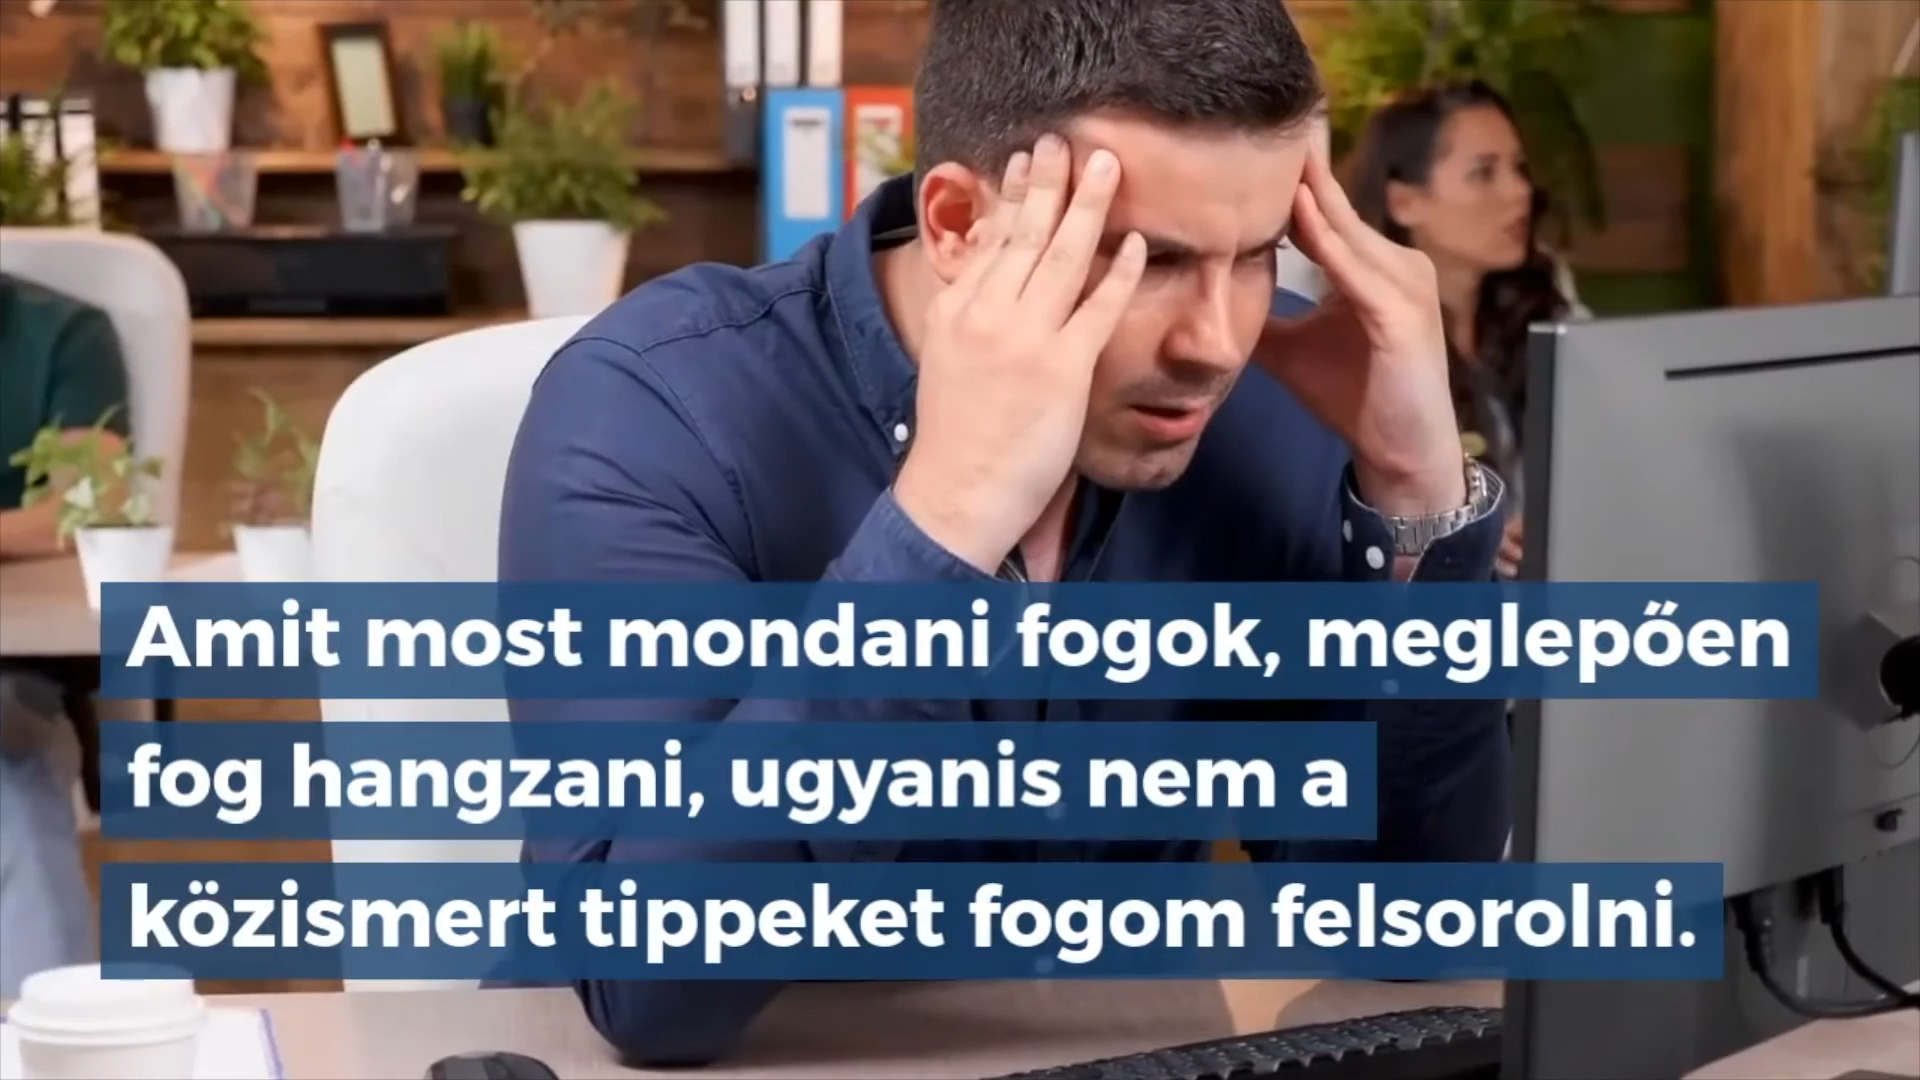 Amit most mondani fogok, meglepően
fog hangzani, ugyanis nem a
közismert tippeket fogom felsorolni.